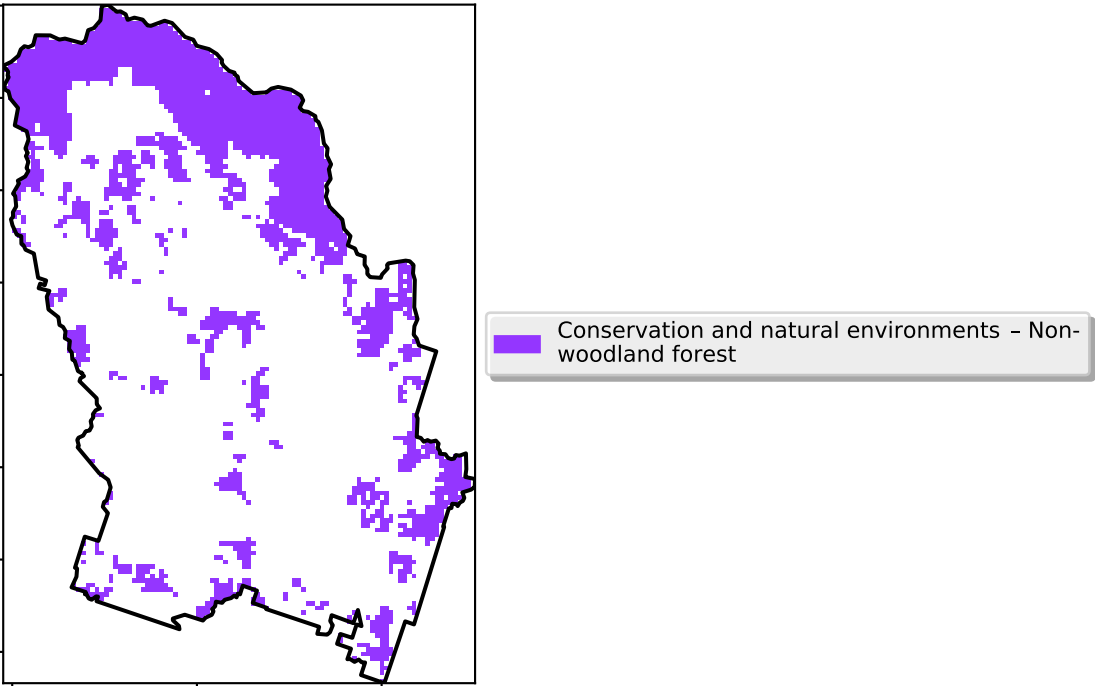 Conservation and natural environments – Non-
woodland forest